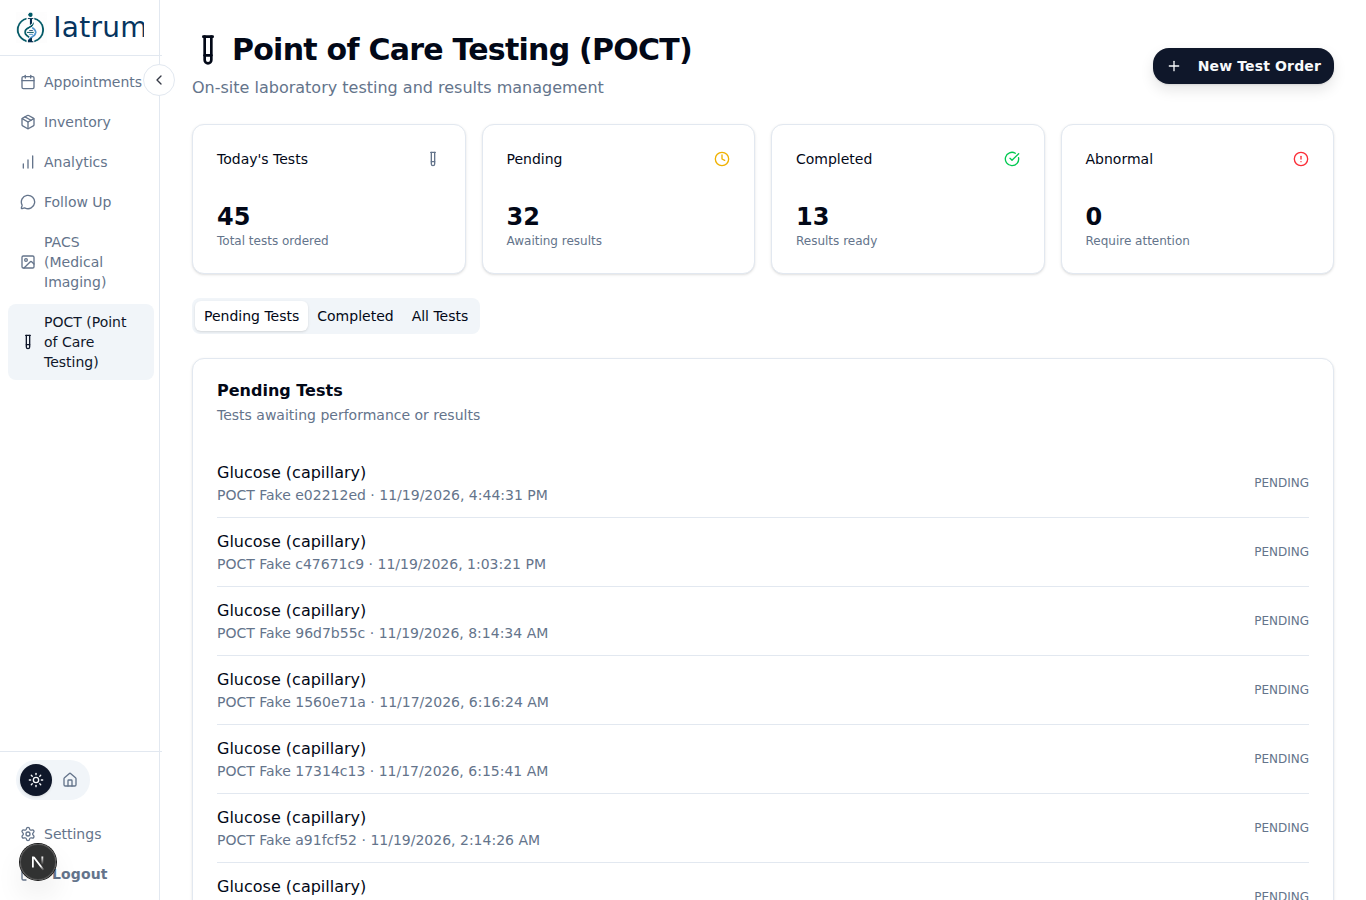 Iatrum
Appointments
Inventory
Analytics
Follow Up
PACS
(Medical
Imaging)
POCT (Point
of Care
Testing)
Settings
N
Logout
Point of Care Testing (POCT)
On-site laboratory testing and results management
New Test Order
Today's Tests
45
Total tests ordered
Pending
32
Awaiting results
Completed
13
Results ready
Abnormal
0
Require attention
Pending Tests
Completed
All Tests
Pending Tests
Tests awaiting performance or results
Glucose (capillary)
POCT Fake e02212ed · 11/19/2026, 4:44:31 PM
PENDING
Glucose (capillary)
POCT Fake c47671c9 · 11/19/2026, 1:03:21 PM
PENDING
Glucose (capillary)
POCT Fake 96d7b55c · 11/19/2026, 8:14:34 AM
PENDING
Glucose (capillary)
POCT Fake 1560e71a · 11/17/2026, 6:16:24 AM
PENDING
Glucose (capillary)
POCT Fake 17314c13 · 11/17/2026, 6:15:41 AM
PENDING
Glucose (capillary)
POCT Fake a91fcf52 · 11/19/2026, 2:14:26 AM
PENDING
Glucose (capillary)
PENDING